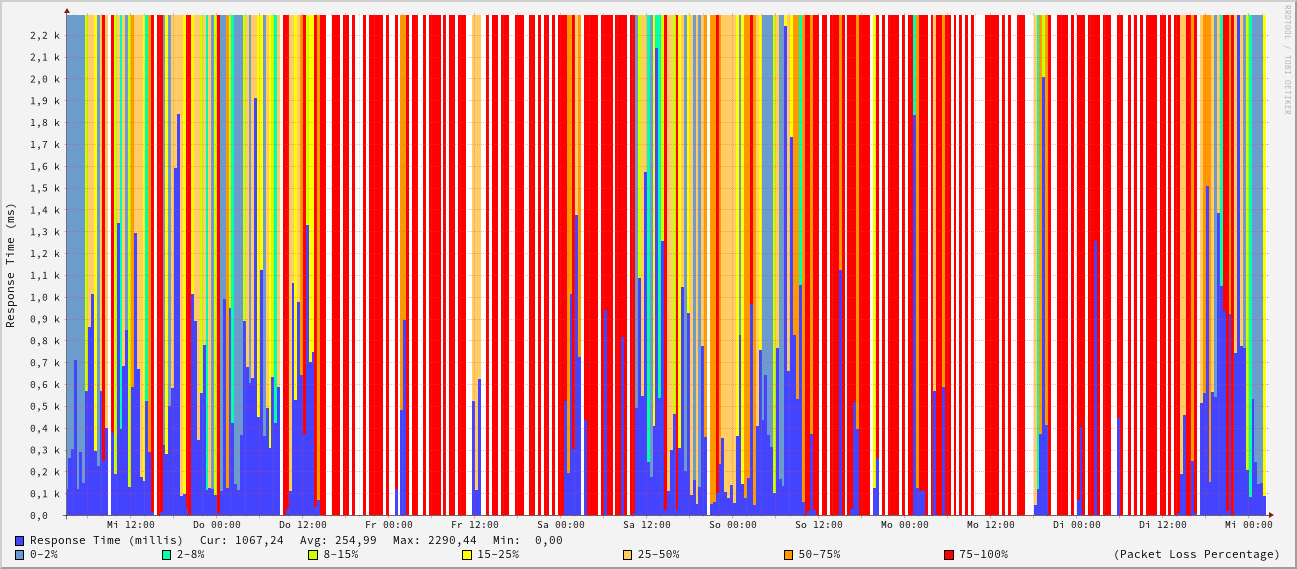 RRDTOOL / TOBI OETIKER
Response Time (ms)
2,2 k
2,1 k
2,0 k
1,9 k
1,8 k
1,7 k
1,6 k
1,5 k
1,4 k
1,3 k
1,2 k
1,1 k
1,0 k
0,9 k
0,8 k
0,7 k
0,6 k
0,5 k
0,4 k
0,3 k
0,2 k
0,1 k
0,0
Mi 12:00 Do 00:00 Do 12:00 Fr 00:00 Fr 12:00 Sa 00:00 Sa 12:00 So 00:00 So 12:00 Mo 00:00 Mo 12:00 Di 00:00 Di 12:00 Mi 00:00
Response Time (millis) Cur: 1067,24 Avg: 254,99 Max: 2290,44 Min: 0,00
0-2% 2-8% 8-15% 15-25% 25-50% 50-75% 75-100% (Packet Loss Percentage)